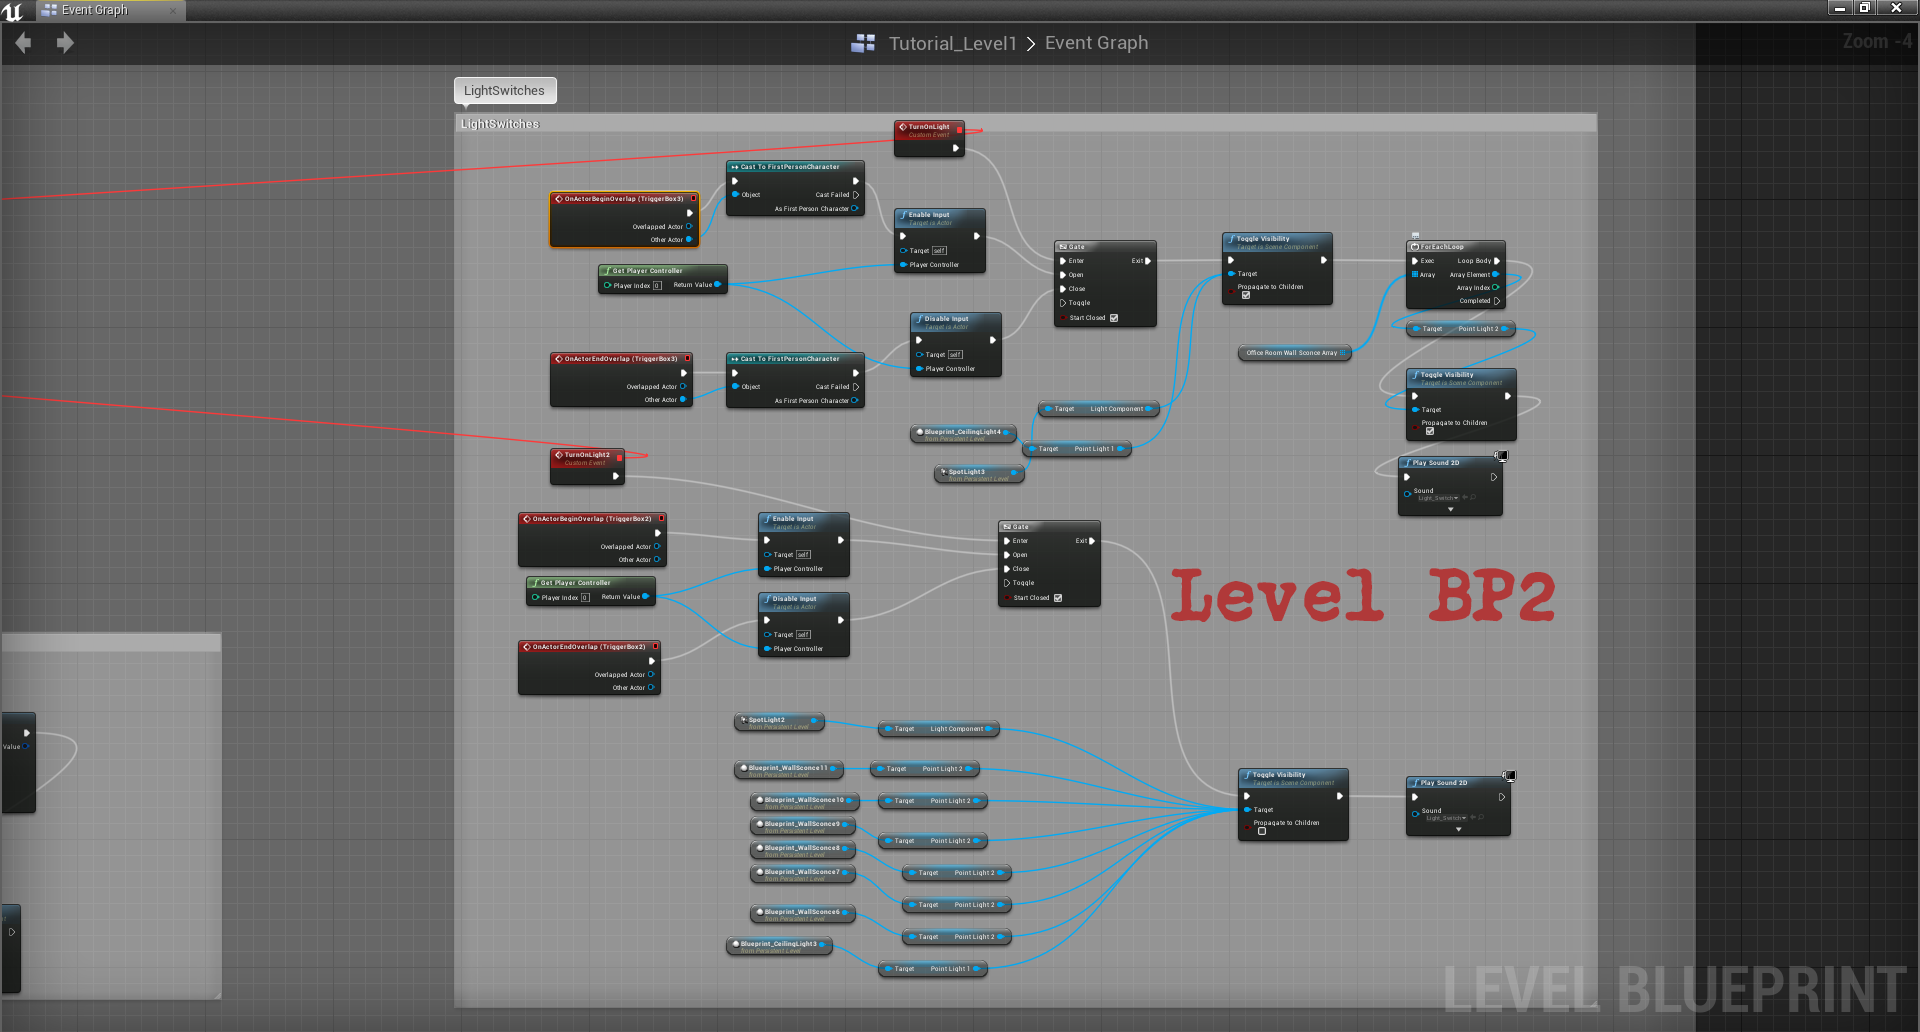 Event Graph
Tutorial_Level1 > Event Graph
Zoom -4
LightSwitches
LightSwitches
TurnOnLight
Custom Event
Cast To FirstPersonCharacter
Object
Cast Failed
As First Person Character
OnActorBeginOverlap (TriggerBox3)
Overlapped Actor
Other Actor
Enable Input
Target is Actor
Target self
Player Controller
Get Player Controller
Player Index 0
Return Value
Gate
Enter
Exit
Open
Close
Toggle
Start Closed
Toggle Visibility
Target is Scene Component
Target
Propagate to Children
ForEachLoop
Exec
Loop Body
Array
Array Element
Array Index
Completed
Target
Point Light 2
Office Room Wall Sconce Array
Disable Input
Target is Actor
Target self
Player Controller
OnActorEndOverlap (TriggerBox3)
Overlapped Actor
Other Actor
Cast To FirstPersonCharacter
Object
Cast Failed
As First Person Character
Toggle Visibility
Target is Scene Component
Target
Propagate to Children
Target
Light Component
Blueprint_CeilingLight4
from Persistent Level
Target
Point Light 1
SpotLight3
from Persistent Level
Play Sound 2D
Sound
Light_Switch
TurnOnLight2
Custom Event
OnActorBeginOverlap (TriggerBox2)
Overlapped Actor
Other Actor
Enable Input
Target is Actor
Target self
Player Controller
Gate
Enter
Exit
Open
Close
Toggle
Start Closed
Get Player Controller
Player Index 0
Return Value
Disable Input
Target is Actor
Target self
Player Controller
Level BP2
OnActorEndOverlap (TriggerBox2)
Overlapped Actor
Other Actor
Value
SpotLight2
from Persistent Level
Target
Light Component
Blueprint_WallSconce11
from Persistent Level
Target
Point Light 2
Blueprint_WallSconce10
from Persistent Level
Target
Point Light 2
Blueprint_WallSconce9
from Persistent Level
Target
Point Light 2
Blueprint_WallSconce8
from Persistent Level
Target
Point Light 2
Blueprint_WallSconce7
from Persistent Level
Target
Point Light 2
Blueprint_WallSconce6
from Persistent Level
Target
Point Light 2
Blueprint_CeilingLight3
from Persistent Level
Target
Point Light 1
Toggle Visibility
Target is Scene Component
Target
Propagate to Children
Play Sound 2D
Sound
Light_Switch
LEVEL BLUEPRINT